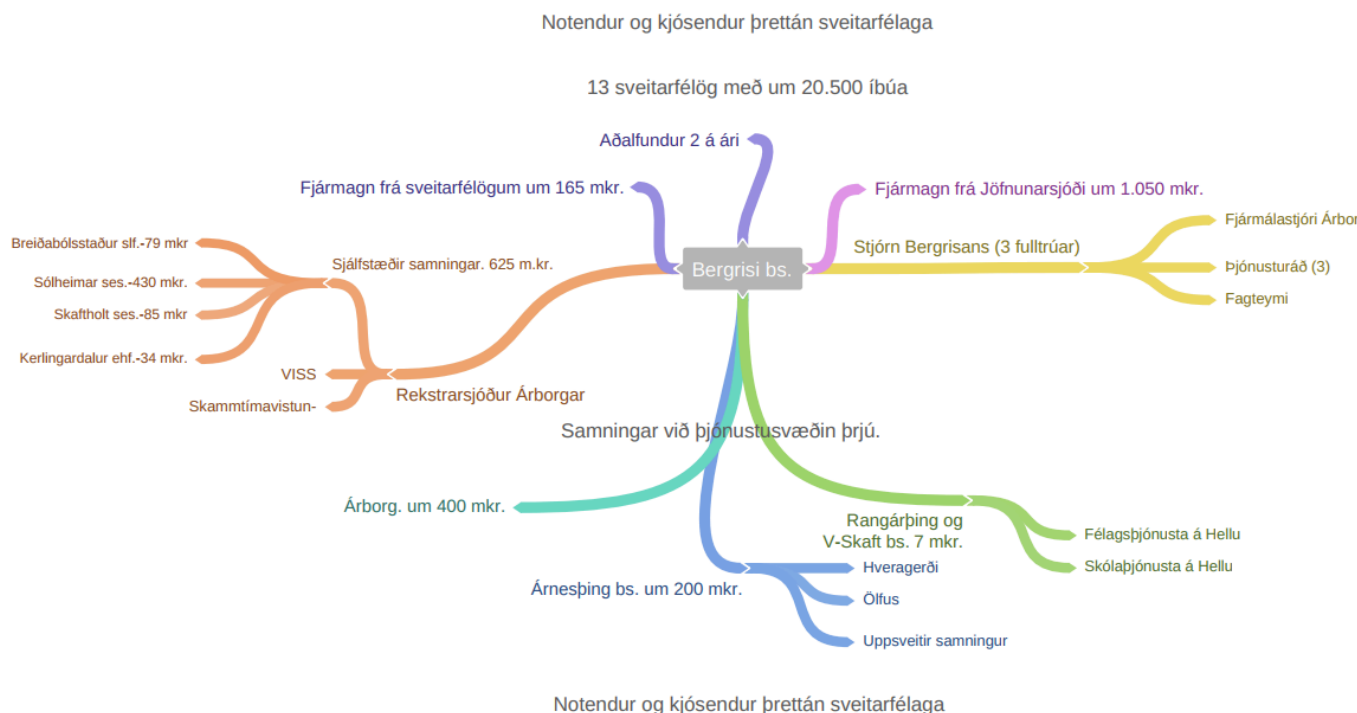 Notendur og kjósendur þrettán sveitarfélaga
13 sveitarfélög með um 20.500 íbúa
Aðalfundur 2 á ári
Fjármagn frá sveitarfélögum um 165 mkr.
Fjármagn frá Jöfnunarsjóði um 1.050 mkr.
Bergrisi bs.
Stjórn Bergrisans (3 fulltrúar)
Fjármálastjóri Árbor
Þjónusturáð (3)
Fagteymi
Sjálfstæðir samningar. 625 m.kr.
Breiðabólsstaður slf.-79 mkr
Sólheimar ses.-430 mkr.
Skaftholt ses.-85 mkr
Kerlingardalur ehf.-34 mkr.
VISS
Skammtímavistun-
Rekstrarsjóður Árborgar
Samningar við þjónustusvæðin þrjú.
Árborg. um 400 mkr.
Rangárþing og
V-Skaft bs. 7 mkr.
Félagsþjónusta á Hellu
Skólaþjónusta á Hellu
Árnesþing bs. um 200 mkr.
Hveragerði
Ölfus
Uppsveitir samningur
Notendur og kjósendur þrettán sveitarfélaga